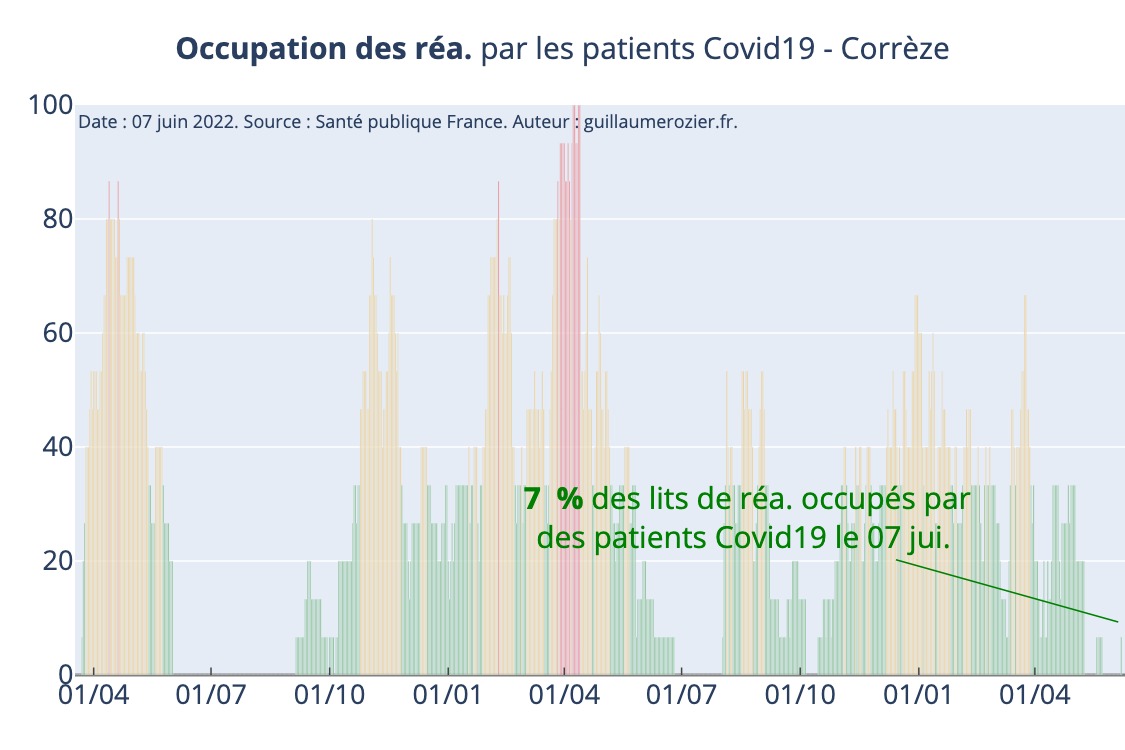 Occupation des réa. par les patients Covid19 - Corrèze
100
Date : 07 juin 2022. Source : Santé publique France. Auteur : guillaumerozier.fr.
80
60
40
7 % des lits de réa. occupés par
des patients Covid19 le 07 jui.
20
0
01/04 01/07 01/10 01/01 01/04 01/07 01/10 01/01 01/04